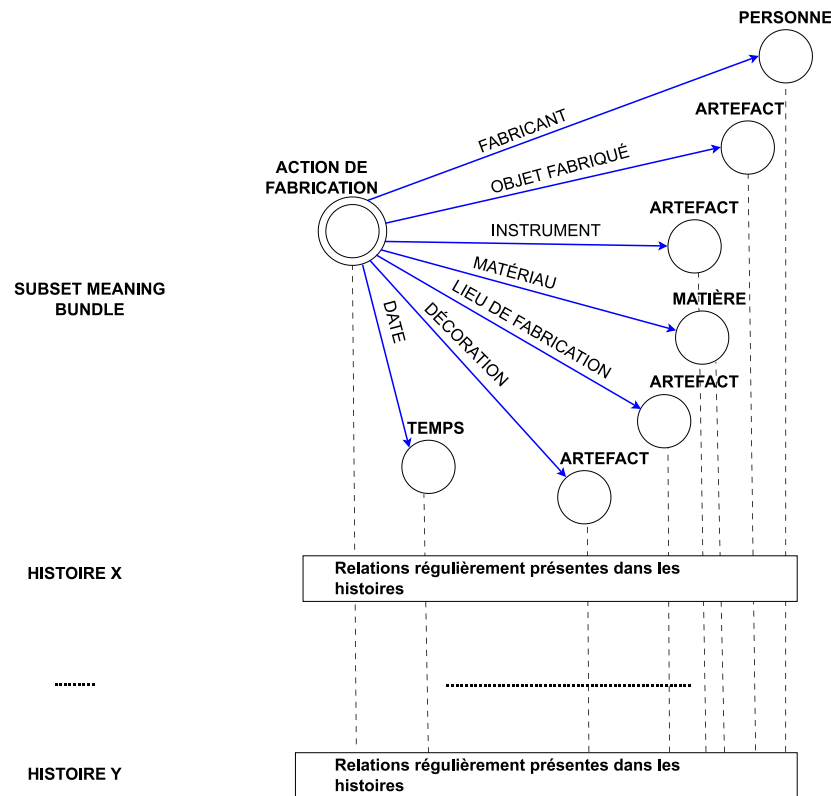 PERSONNE
ARTEFACT
FABRICANT
OBJET FABRIQUÉ
ACTION DE
FABRICATION
ARTEFACT
INSTRUMENT
MATÉRIAU
SUBSET MEANING
BUNDLE
MATIÈRE
LIEU DE FABRICATION
DATE
DÉCORATION
ARTEFACT
TEMPS
ARTEFACT
HISTOIRE X
Relations régulièrement présentes dans les
histoires
HISTOIRE Y
Relations régulièrement présentes dans les
histoires